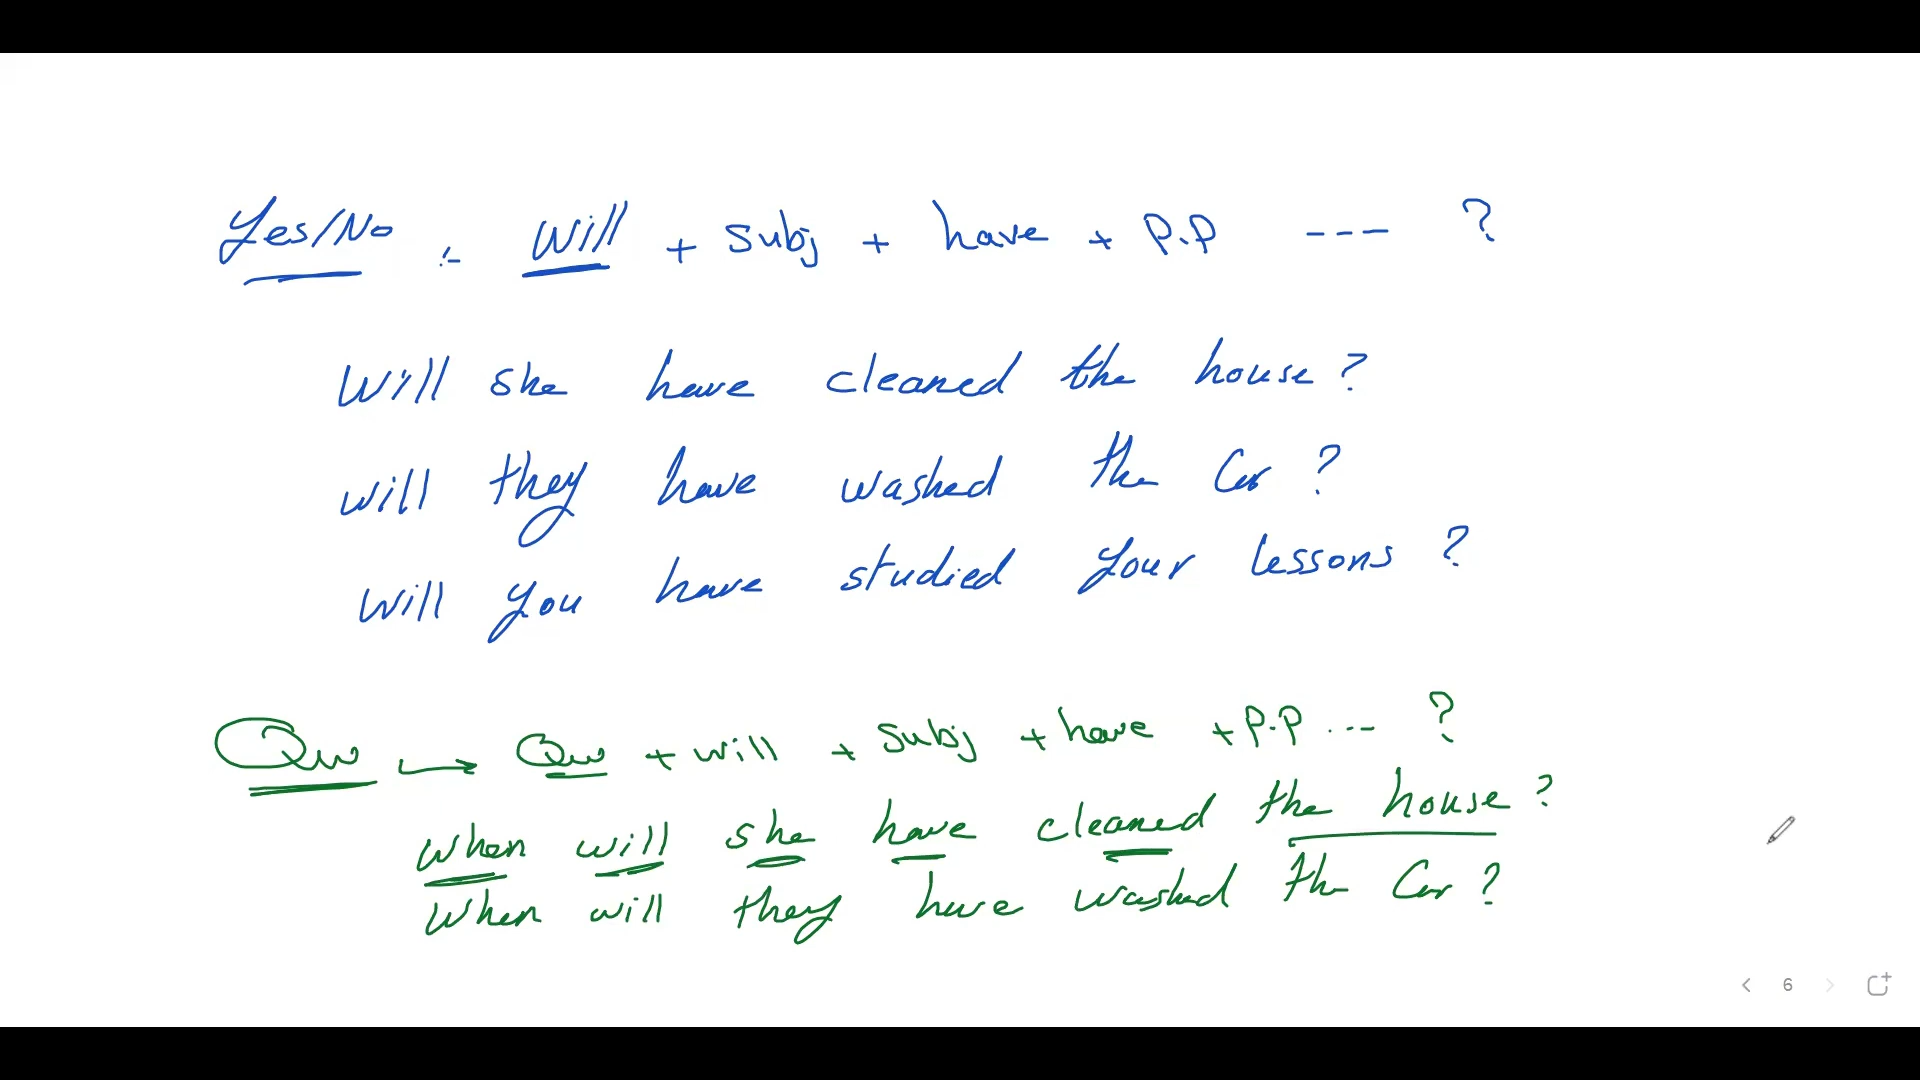 Yes/No :- Will + Subj + have + P.P --- ?
Will she have cleaned the house?
will they have washed the Car?
will you have studied your lessons?
Qw → Qw + will + Subj + have + P.P ... ?
When will she have cleaned the house?
When will they have washed the Car?
6